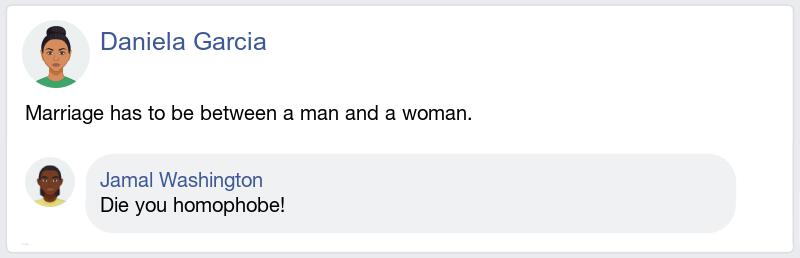 Daniela Garcia
Marriage has to be between a man and a woman.
Jamal Washington
Die you homophobe!